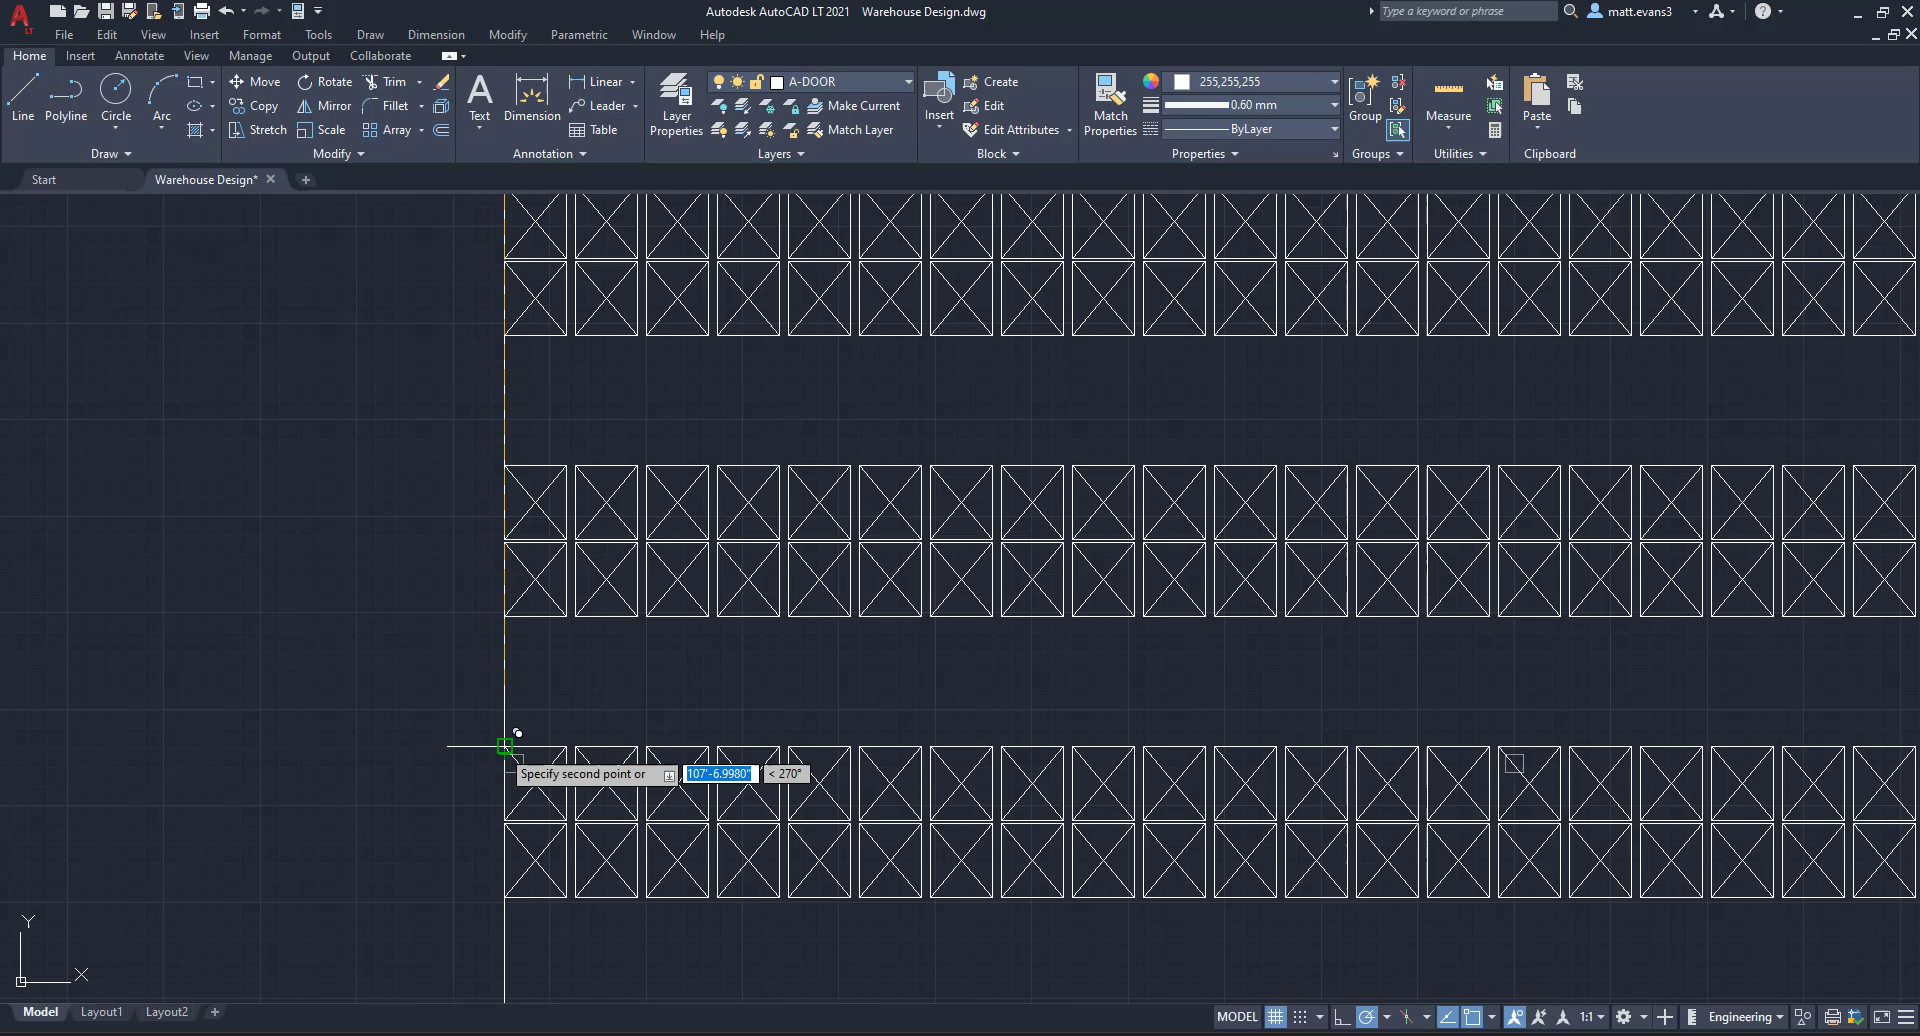 Autodesk AutoCAD LT 2021 Warehouse Design.dwg
Type a keyword or phrase
matt.evans3
LT
File Edit View Insert Format Tools Draw Dimension Modify Parametric Window Help
Home Insert Annotate View Manage Output Collaborate
Line Polyline Circle Arc
Move Rotate Trim
Copy Mirror Fillet
Stretch Scale Array
Text Dimension
Linear
Leader
Table
Layer Properties
A-DOOR
Make Current
Match Layer
Insert
Create
Edit
Edit Attributes
Match Properties
255,255,255
0.60 mm
ByLayer
Group
Measure
Paste
Draw Modify Annotation Layers Block Properties Groups Utilities Clipboard
Start Warehouse Design*
Specify second point or 107'-6.9980" < 270°
Y
X
Model Layout1 Layout2
MODEL 1:1 Engineering